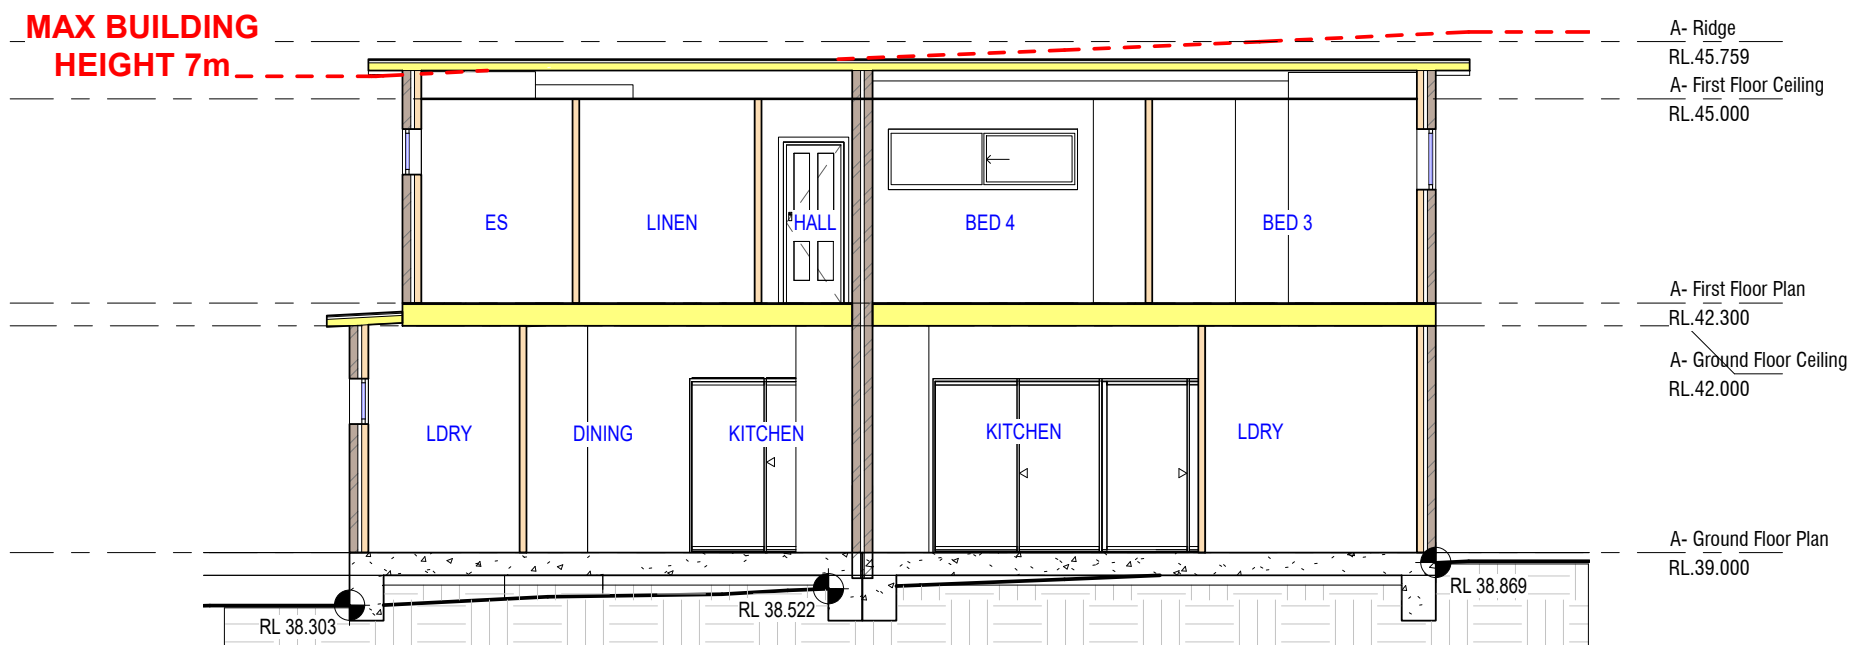 MAX BUILDING
HEIGHT 7m
A- Ridge
RL.45.759
A- First Floor Ceiling
RL.45.000
ES
LINEN
HALL
BED 4
BED 3
A- First Floor Plan
RL.42.300
A- Ground Floor Ceiling
RL.42.000
LDRY
DINING
KITCHEN
KITCHEN
LDRY
A- Ground Floor Plan
RL.39.000
RL 38.303
RL 38.522
RL 38.869